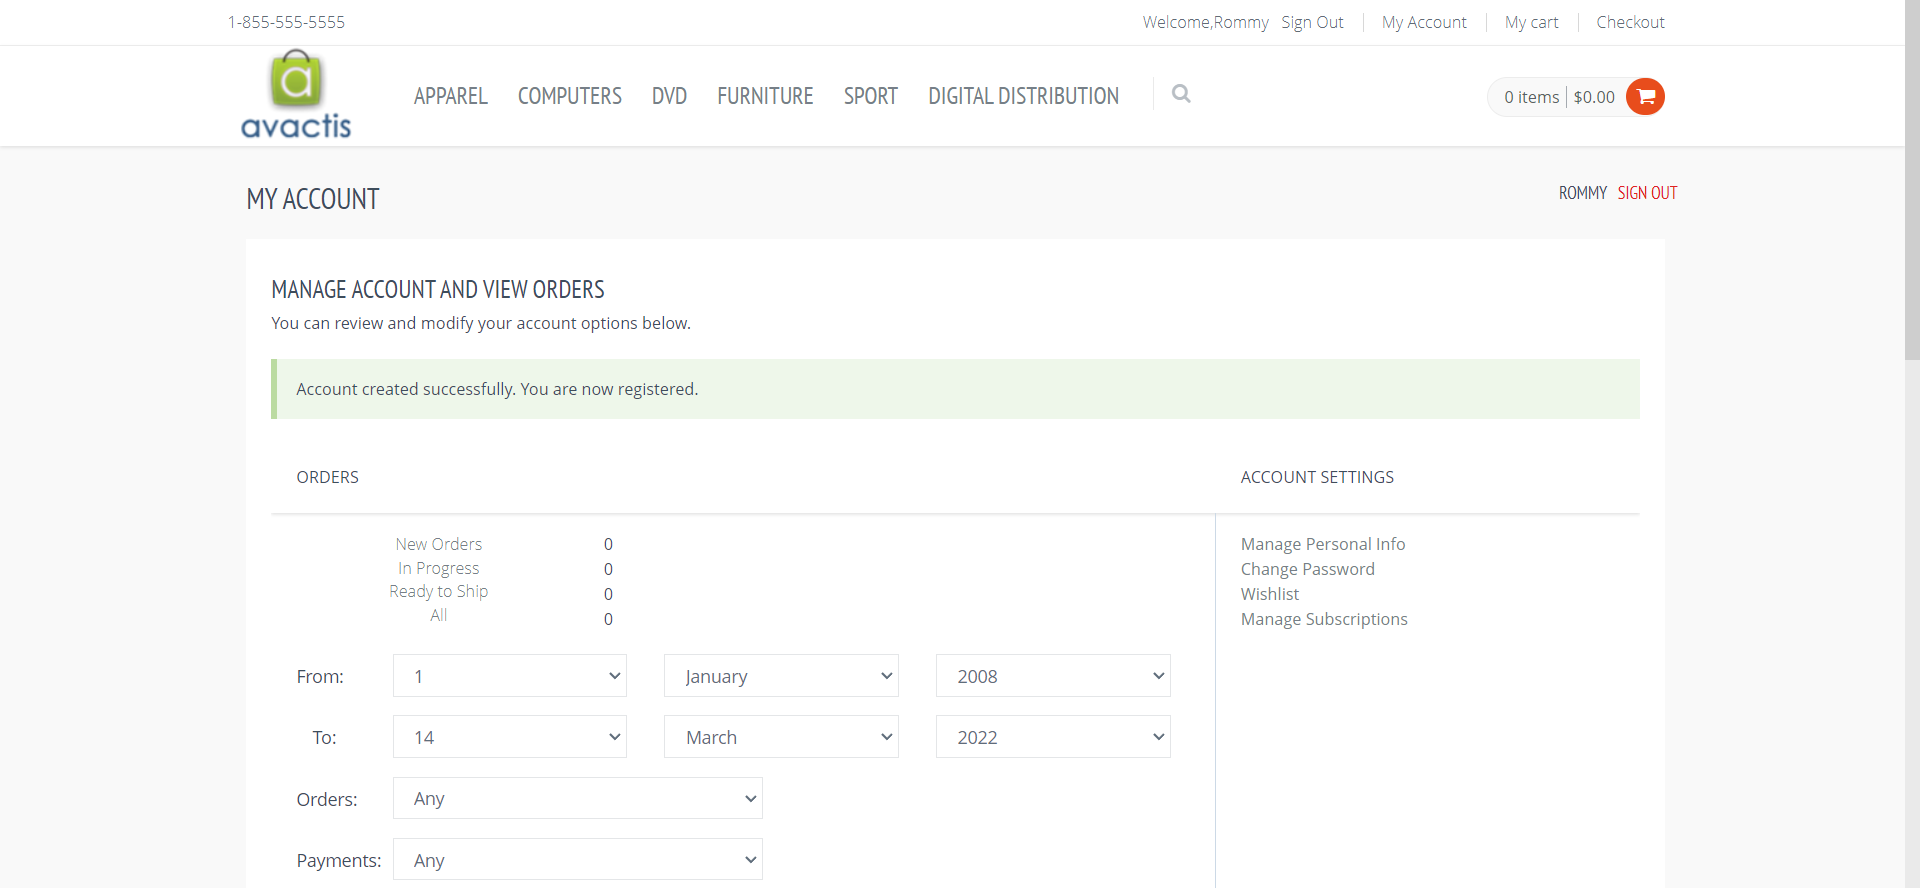 1-855-555-5555
Welcome,Rommy Sign Out My Account My cart Checkout
avactis
APPAREL COMPUTERS DVD FURNITURE SPORT DIGITAL DISTRIBUTION
0 items $0.00
MY ACCOUNT
ROMMY SIGN OUT
MANAGE ACCOUNT AND VIEW ORDERS
You can review and modify your account options below.
Account created successfully. You are now registered.
ORDERS
New Orders 0
In Progress 0
Ready to Ship 0
All 0
From: 1 January 2008
To: 14 March 2022
Orders: Any
Payments: Any
ACCOUNT SETTINGS
Manage Personal Info
Change Password
Wishlist
Manage Subscriptions